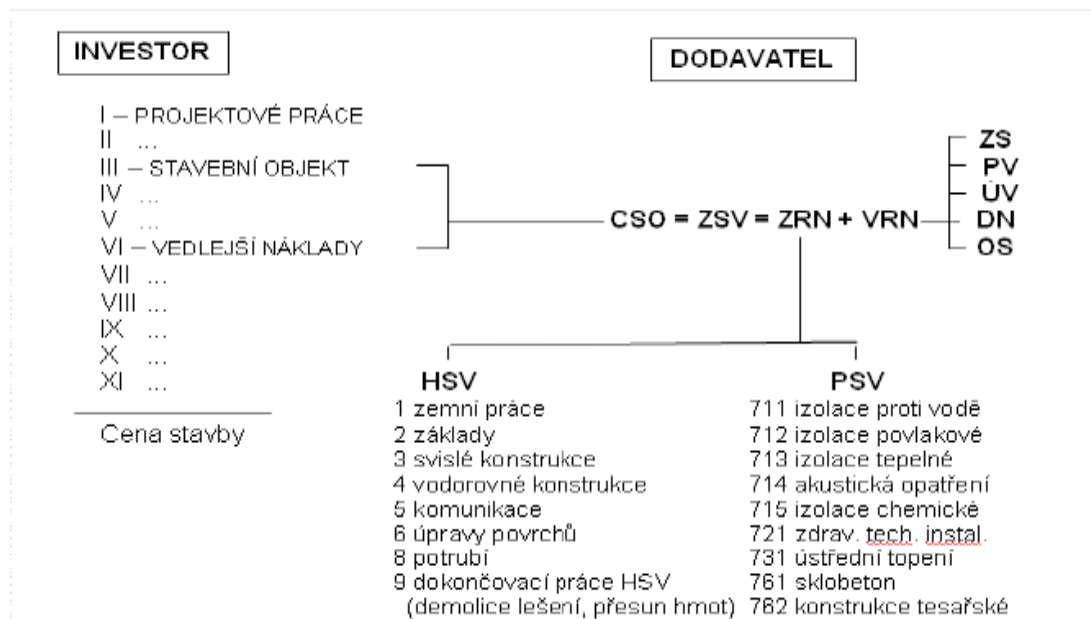 INVESTOR
I – PROJEKTOVÉ PRÁCE
II ...
III – STAVEBNÍ OBJEKT
IV ...
V ...
VI – VEDLEJŠÍ NÁKLADY
VII ...
VIII ...
IX ...
X ...
XI ...
Cena stavby
DODAVATEL
CSO = ZSV = ZRN + VRN
ZS
PV
ÚV
DN
OS
HSV
1 zemní práce
2 základy
3 svislé konstrukce
4 vodorovné konstrukce
5 komunikace
6 úpravy povrchů
8 potrubí
9 dokončovací práce HSV
(demolice lešení, přesun hmot)
PSV
711 izolace proti vodě
712 izolace povlakové
713 izolace tepelné
714 akustická opatření
715 izolace chemické
721 zdrav. tech. instal.
731 ústřední topení
761 sklobeton
762 konstrukce tesařské